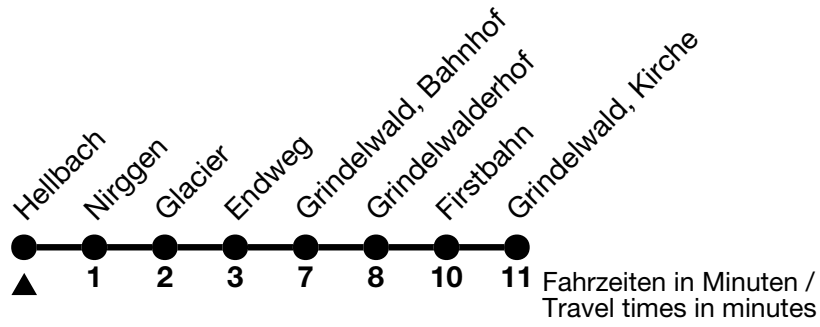 Hellbach
Nirggen
Glacier
Endweg
Grindelwald, Bahnhof
Grindelwalderhof
Firstbahn
Grindelwald, Kirche
1 2 3 7 8 10 11
Fahrzeiten in Minuten /
Travel times in minutes